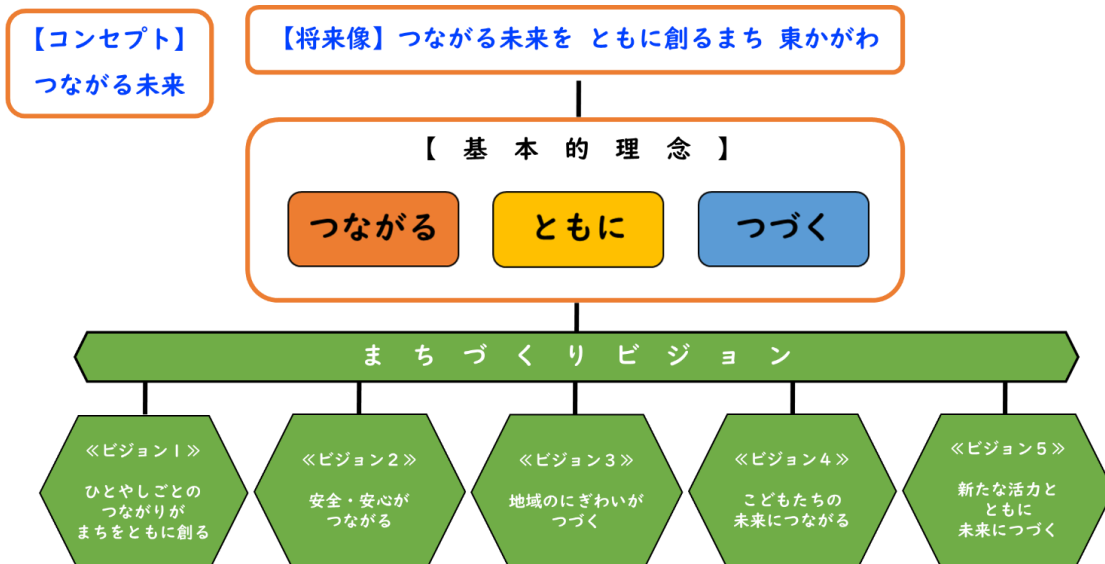 【コンセプト】
つながる未来
【将来像】つながる未来を ともに創るまち 東かがわ
【 基 本 的 理 念 】
つながる
ともに
つづく
ま ち づ く り ビ ジ ョ ン
≪ビジョン１≫
ひとやしごとの
つながりが
まちをともに創る
≪ビジョン２≫
安全・安心が
つながる
≪ビジョン３≫
地域のにぎわいが
つづく
≪ビジョン４≫
こどもたちの
未来につながる
≪ビジョン５≫
新たな活力と
ともに
未来につづく